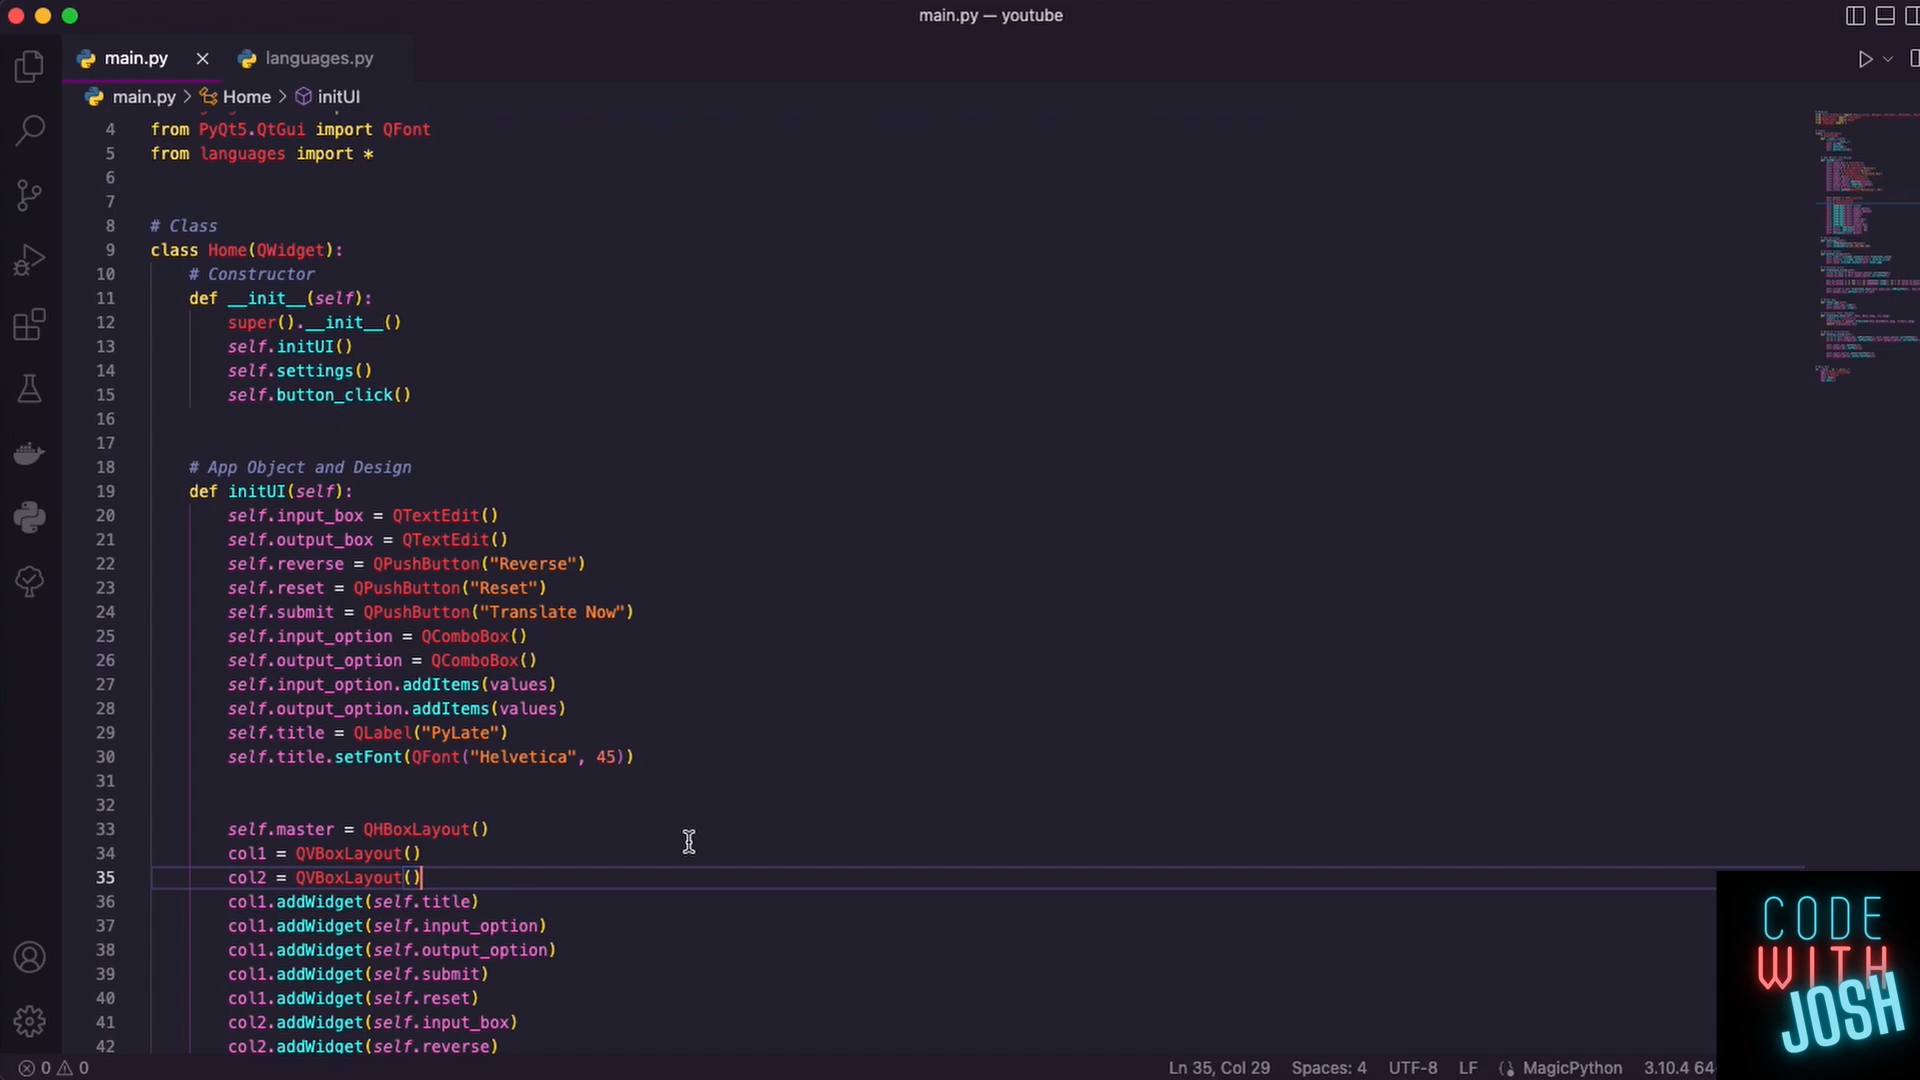 main.py — youtube
main.py
languages.py
main.py > Home > initUI
4 from PyQt5.QtGui import QFont
5 from languages import *
6
7
8 # Class
9 class Home(QWidget):
10 # Constructor
11 def __init__(self):
12 super().__init__()
13 self.initUI()
14 self.settings()
15 self.button_click()
16
17
18 # App Object and Design
19 def initUI(self):
20 self.input_box = QTextEdit()
21 self.output_box = QTextEdit()
22 self.reverse = QPushButton("Reverse")
23 self.reset = QPushButton("Reset")
24 self.submit = QPushButton("Translate Now")
25 self.input_option = QComboBox()
26 self.output_option = QComboBox()
27 self.input_option.addItems(values)
28 self.output_option.addItems(values)
29 self.title = QLabel("PyLate")
30 self.title.setFont(QFont("Helvetica", 45))
31
32
33 self.master = QHBoxLayout()
34 col1 = QVBoxLayout()
35 col2 = QVBoxLayout()
36 col1.addWidget(self.title)
37 col1.addWidget(self.input_option)
38 col1.addWidget(self.output_option)
39 col1.addWidget(self.submit)
40 col1.addWidget(self.reset)
41 col2.addWidget(self.input_box)
42 col2.addWidget(self.reverse)
0 0
Ln 35, Col 29
Spaces: 4
UTF-8
LF
MagicPython
3.10.4 64
CODE
WITH
JOSH